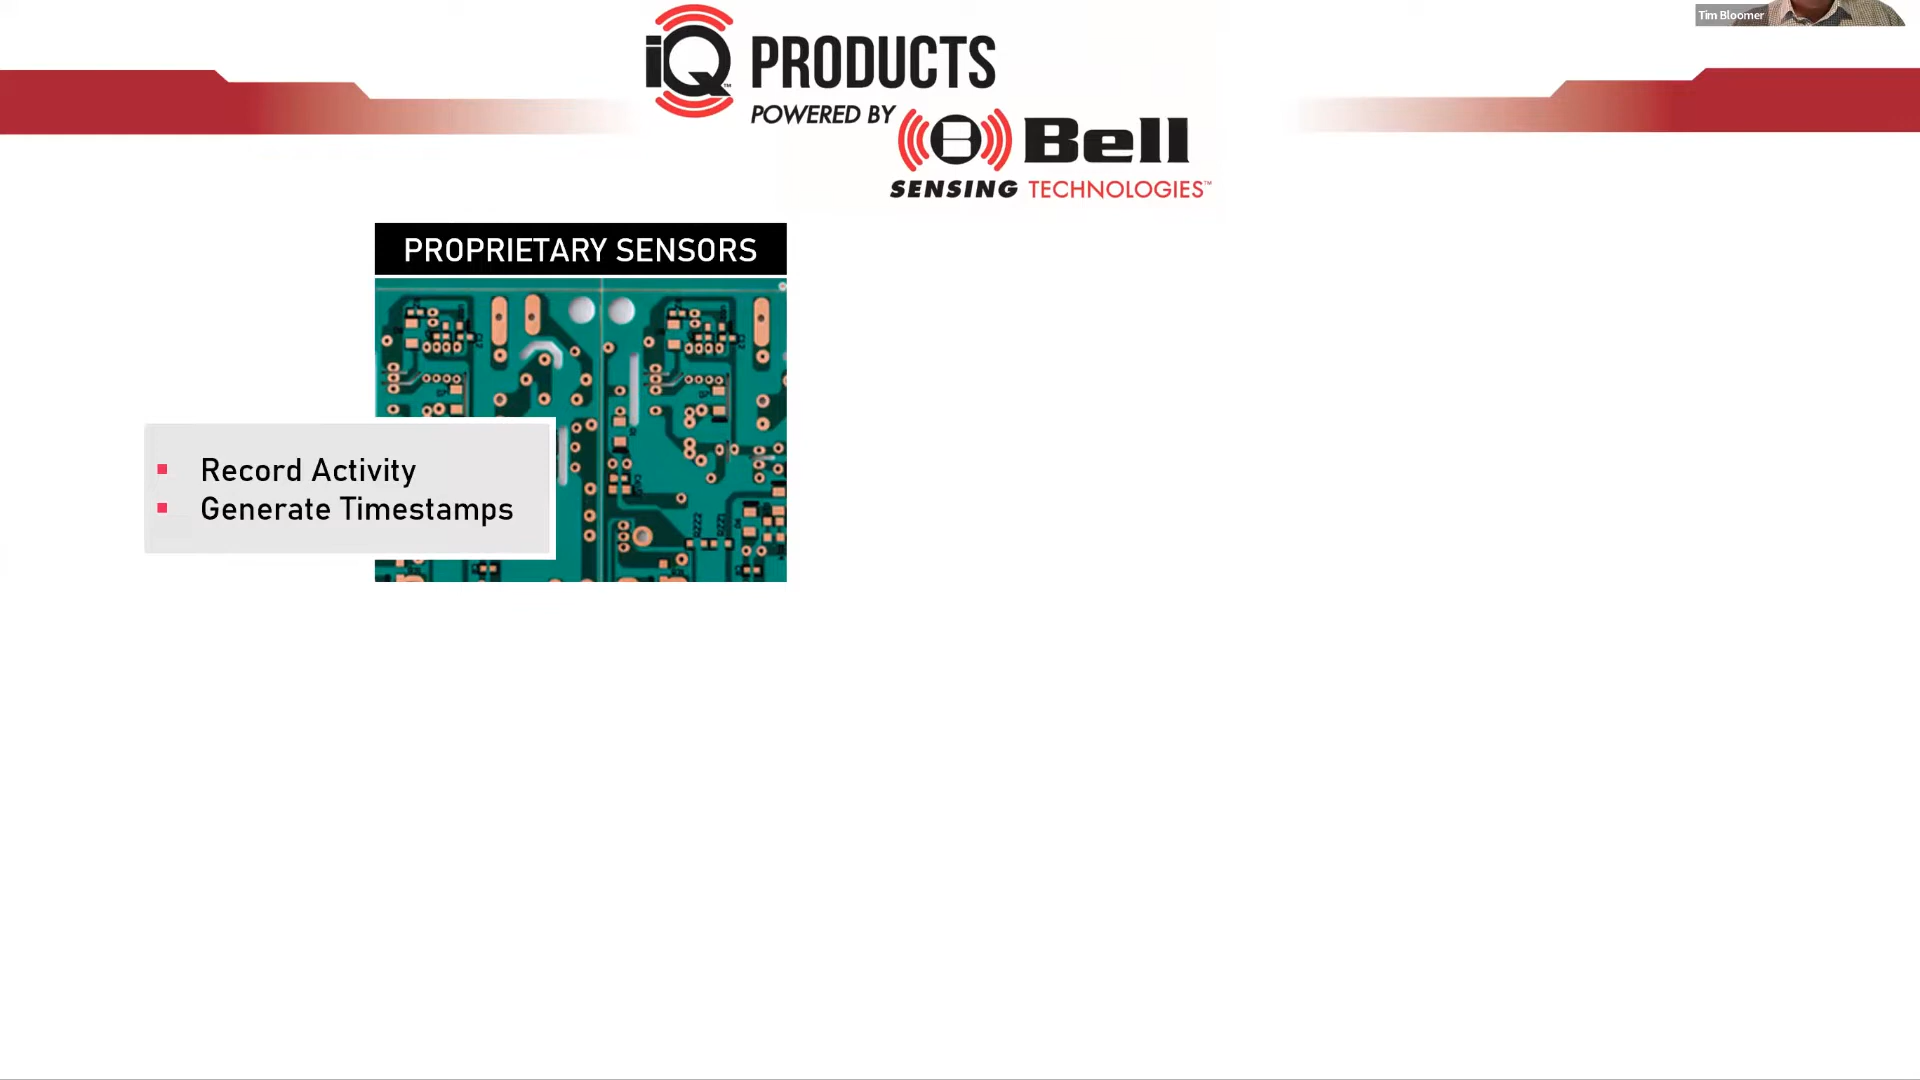 Tim Bloomer
iQ PRODUCTS
POWERED BY
Bell
SENSING TECHNOLOGIES™
PROPRIETARY SENSORS
Record Activity
Generate Timestamps